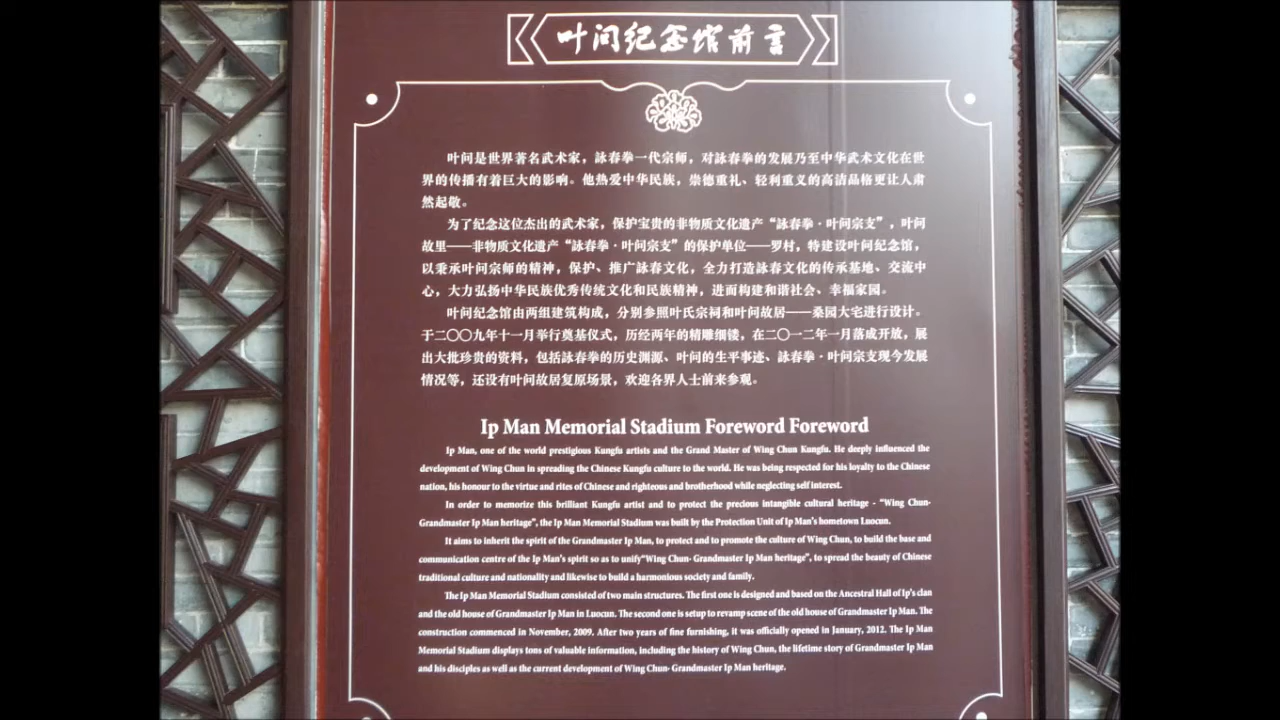 叶问纪念馆前言
叶问是世界著名武术家，詠春拳一代宗师，对詠春拳的发展乃至中华武术文化在世
界的传播有着巨大的影响。他热爱中华民族，崇德重礼、轻利重义的高洁品格更让人肃
然起敬。
为了纪念这位杰出的武术家，保护宝贵的非物质文化遗产“詠春拳·叶问宗支”，叶问
故里——非物质文化遗产“詠春拳·叶问宗支”的保护单位——罗村，特建设叶问纪念馆，
以秉承叶问宗师的精神，保护、推广詠春文化，全力打造詠春文化的传承基地、交流中
心，大力弘扬中华民族优秀传统文化和民族精神，进而构建和谐社会、幸福家园。
叶问纪念馆由两组建筑构成，分别参照叶氏宗祠和叶问故居——桑园大宅进行设计。
于二〇〇九年十一月举行奠基仪式，历经两年的精雕细镂，在二〇一二年一月落成开放，展
出大批珍贵的资料，包括詠春拳的历史渊源、叶问的生平事迹、詠春拳·叶问宗支现今发展
情况等，还设有叶问故居复原场景，欢迎各界人士前来参观。
Ip Man Memorial Stadium Foreword Foreword
Ip Man, one of the world prestigious Kungfu artists and the Grand Master of Wing Chun Kungfu. He deeply influenced the
development of Wing Chun in spreading the Chinese Kungfu culture to the world. He was being respected for his loyalty to the Chinese
nation, his honour to the virtue and rites of Chinese and righteous and brotherhood while neglecting self interest.
In order to memorize this brilliant Kungfu artist and to protect the precious intangible cultural heritage - “Wing Chun-
Grandmaster Ip Man heritage”, the Ip Man Memorial Stadium was built by the Protection Unit of Ip Man's hometown Luocun.
It aims to inherit the spirit of the Grandmaster Ip Man, to protect and to promote the culture of Wing Chun, to build the base and
communication centre of the Ip Man's spirit so as to unify“Wing Chun- Grandmaster Ip Man heritage”, to spread the beauty of Chinese
traditional culture and nationality and likewise to build a harmonious society and family.
The Ip Man Memorial Stadium consisted of two main structures. The first one is designed and based on the Ancestral Hall of Ip's clan
and the old house of Grandmaster Ip Man in Luocun. The second one is setup to revamp scene of the old house of Grandmaster Ip Man. The
construction commenced in November, 2009. After two years of fine furnishing, it was officially opened in January, 2012. The Ip Man
Memorial Stadium displays tons of valuable information, including the history of Wing Chun, the lifetime story of Grandmaster Ip Man
and his disciples as well as the current development of Wing Chun- Grandmaster Ip Man heritage.